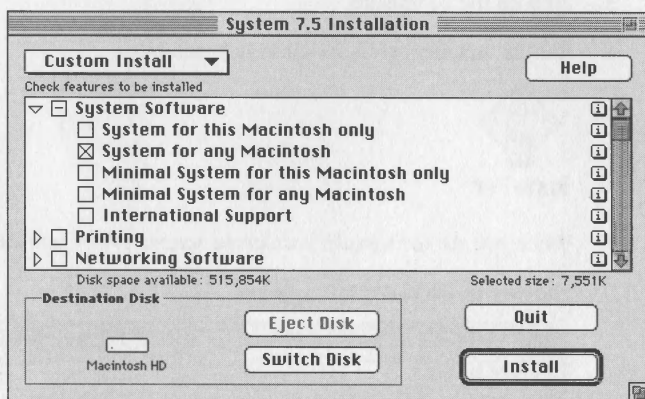 System 7.5 Installation
Custom Install
Help
Check features to be installed
System Software
System for this Macintosh only
System for any Macintosh
Minimal System for this Macintosh only
Minimal System for any Macintosh
International Support
Printing
Networking Software
Disk space available: 515,854K
Selected size: 7,551K
Destination Disk
Eject Disk
Quit
Macintosh HD
Switch Disk
Install